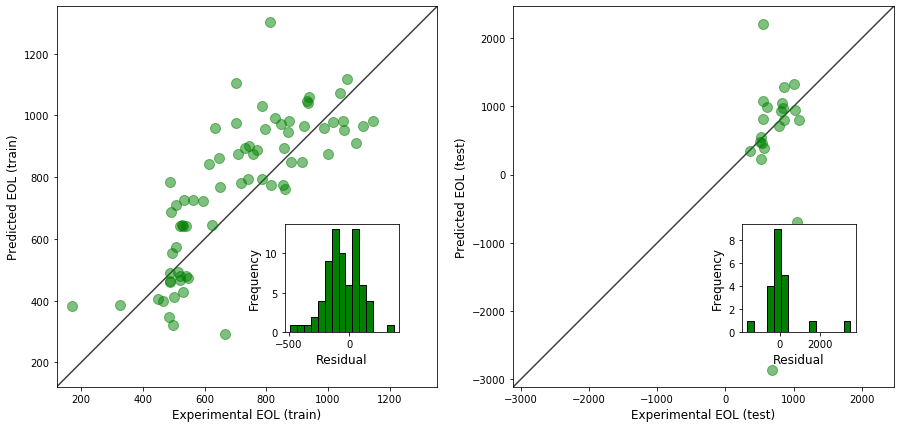 1200
1000
800
600
400
200
200 400 600 800 1000 1200
Predicted EOL (train)
Experimental EOL (train)
10
5
0
−500 0
Frequency
Residual
2000
1000
0
−1000
−2000
−3000
−3000 −2000 −1000 0 1000 2000
Predicted EOL (test)
Experimental EOL (test)
8
6
4
2
0
0 2000
Frequency
Residual